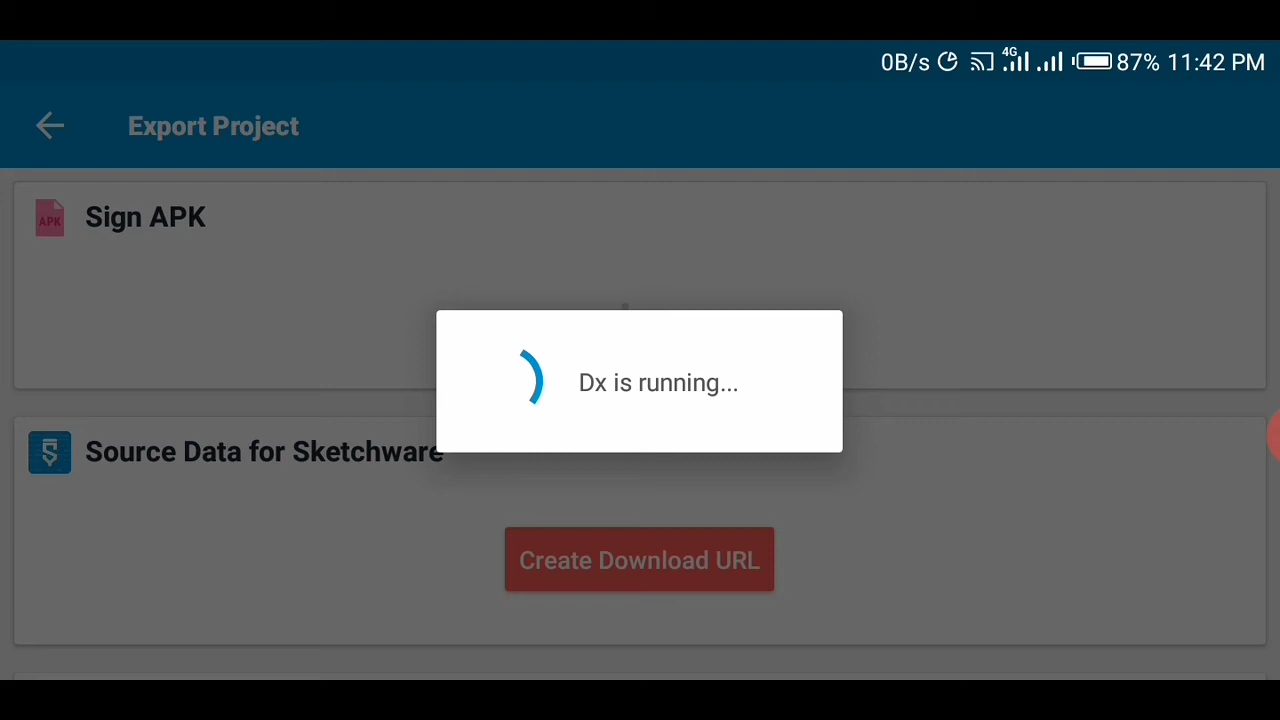 0B/s 4G 87% 11:42 PM
Export Project
APK Sign APK
Dx is running...
Source Data for Sketchware
Create Download URL